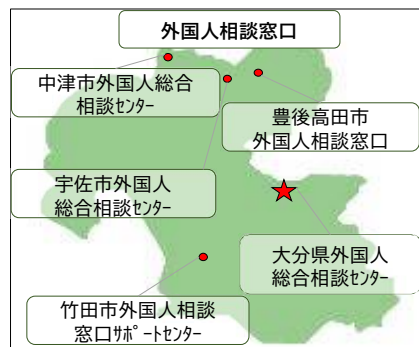 外国人相談窓口
中津市外国人総合
相談ｾﾝﾀｰ
豊後高田市
外国人相談窓口
宇佐市外国人
総合相談ｾﾝﾀｰ
大分県外国人
総合相談ｾﾝﾀｰ
竹田市外国人相談
窓口ｻﾎﾟｰﾄｾﾝﾀｰ